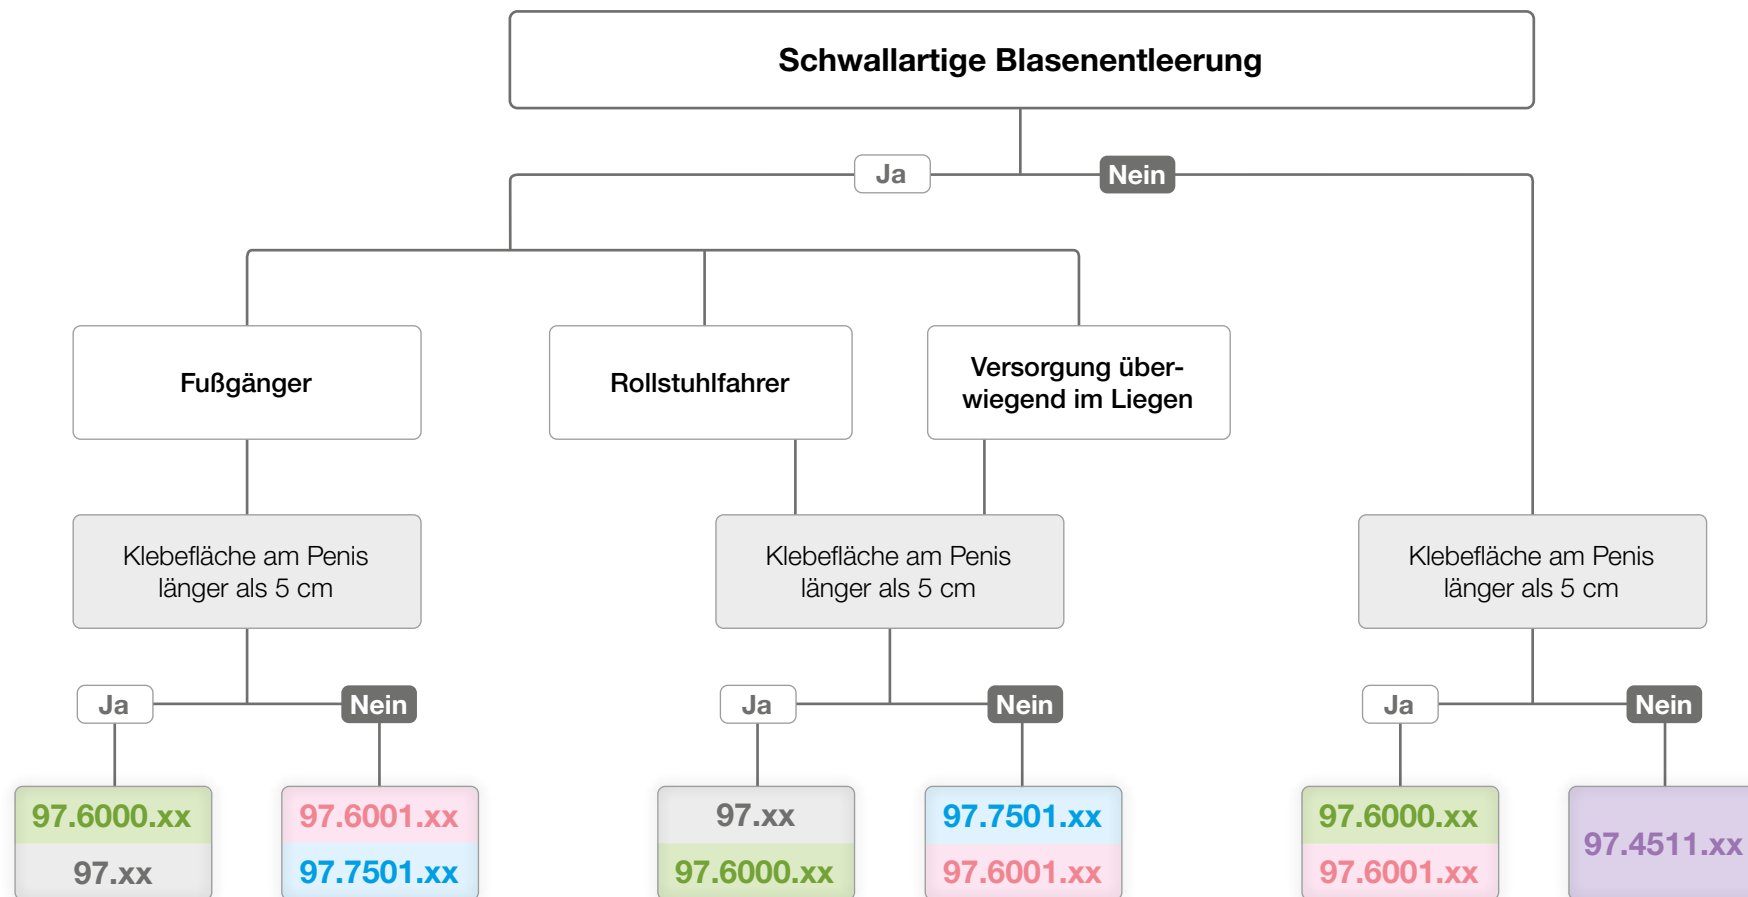 Schwallartige Blasenentleerung
Ja
Nein
Fußgänger
Rollstuhlfahrer
Versorgung über-
wiegend im Liegen
Klebefläche am Penis
länger als 5 cm
Klebefläche am Penis
länger als 5 cm
Klebefläche am Penis
länger als 5 cm
Ja
Nein
Ja
Nein
Ja
Nein
97.6000.xx
97.xx
97.6001.xx
97.7501.xx
97.xx
97.6000.xx
97.7501.xx
97.6001.xx
97.6000.xx
97.6001.xx
97.4511.xx